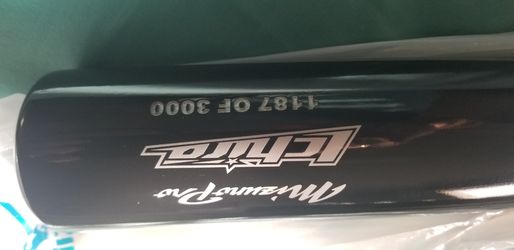 Mizuno Pro
Ichiro
1187 OF 3000